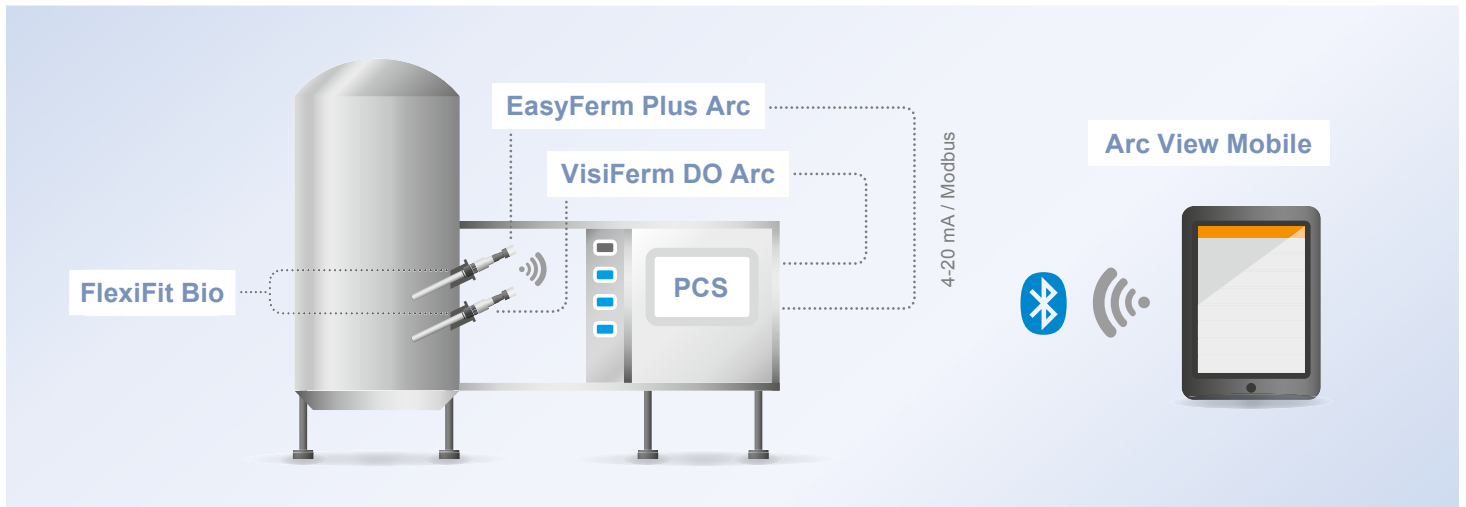 EasyFerm Plus Arc
VisiFerm DO Arc
FlexiFit Bio
PCS
4-20 mA / Modbus
Arc View Mobile